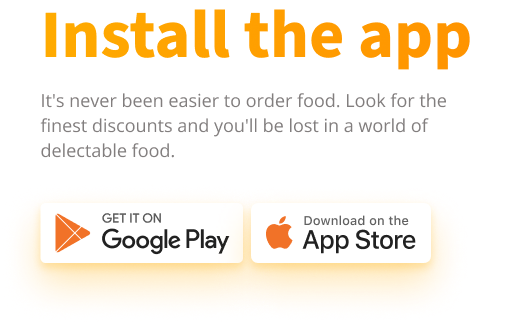 Install the app
It's never been easier to order food. Look for the
finest discounts and you'll be lost in a world of
delectable food.
GET IT ON
Google Play
Download on the
App Store